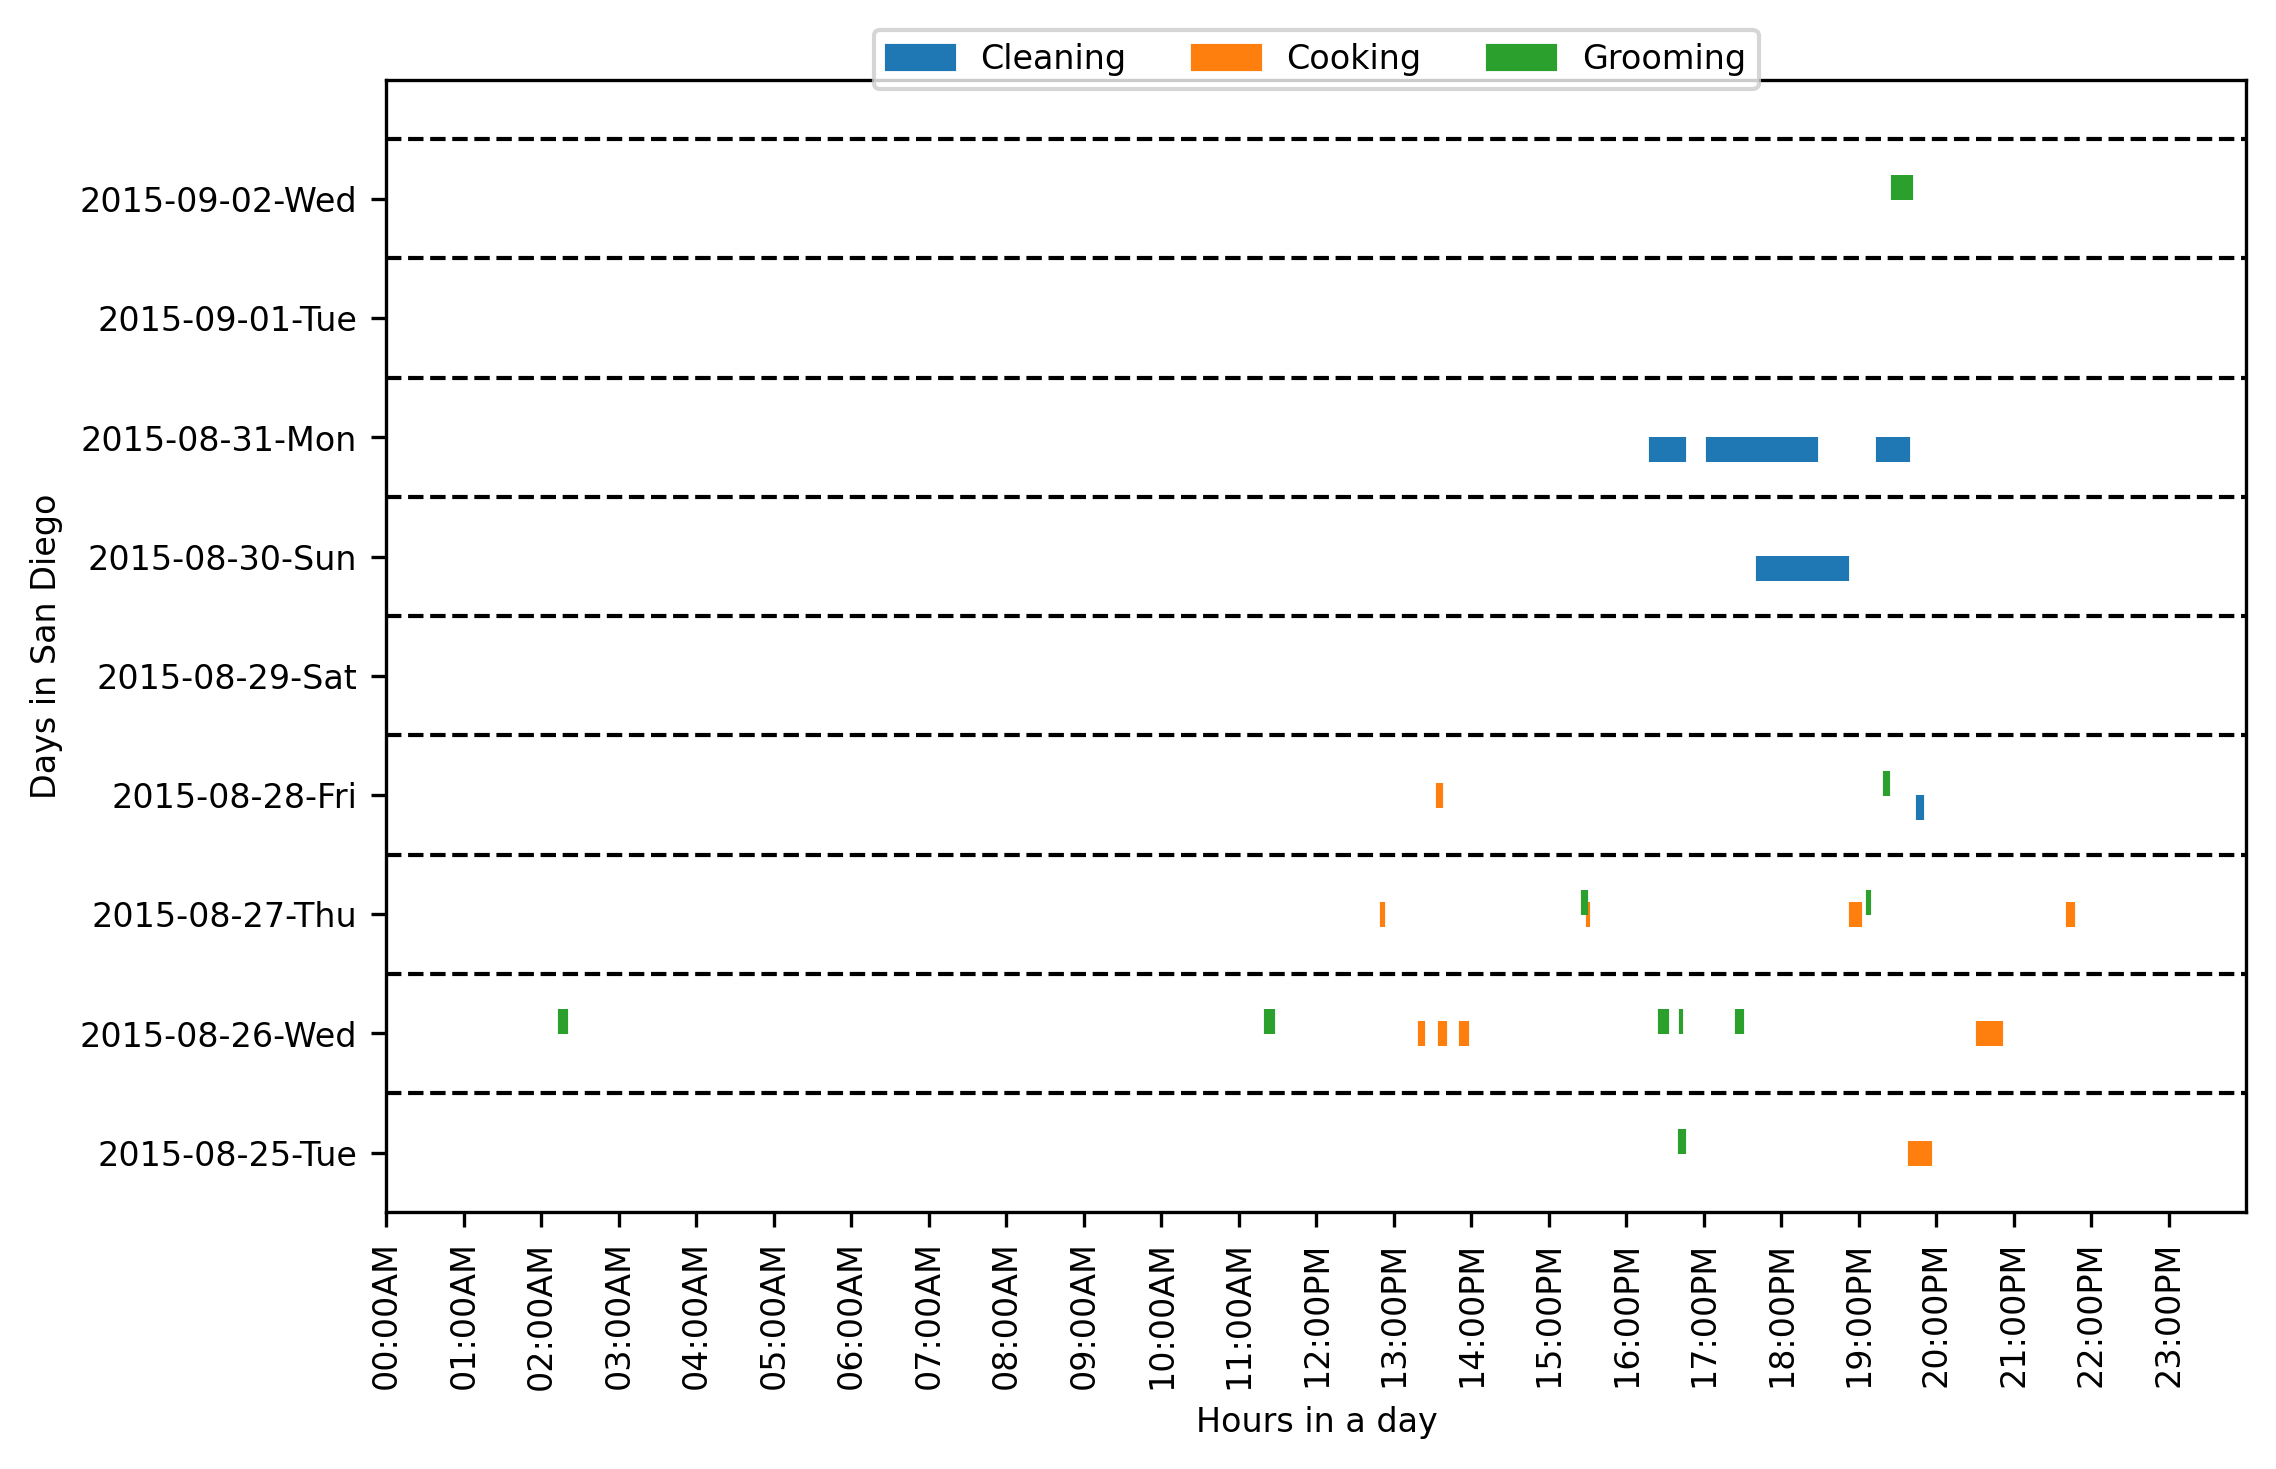 Cleaning Cooking Grooming
2015-09-02-Wed
2015-09-01-Tue
2015-08-31-Mon
2015-08-30-Sun
2015-08-29-Sat
2015-08-28-Fri
2015-08-27-Thu
2015-08-26-Wed
2015-08-25-Tue
Days in San Diego
00:00AM
01:00AM
02:00AM
03:00AM
04:00AM
05:00AM
06:00AM
07:00AM
08:00AM
09:00AM
10:00AM
11:00AM
12:00PM
13:00PM
14:00PM
15:00PM
16:00PM
17:00PM
18:00PM
19:00PM
20:00PM
21:00PM
22:00PM
23:00PM
Hours in a day